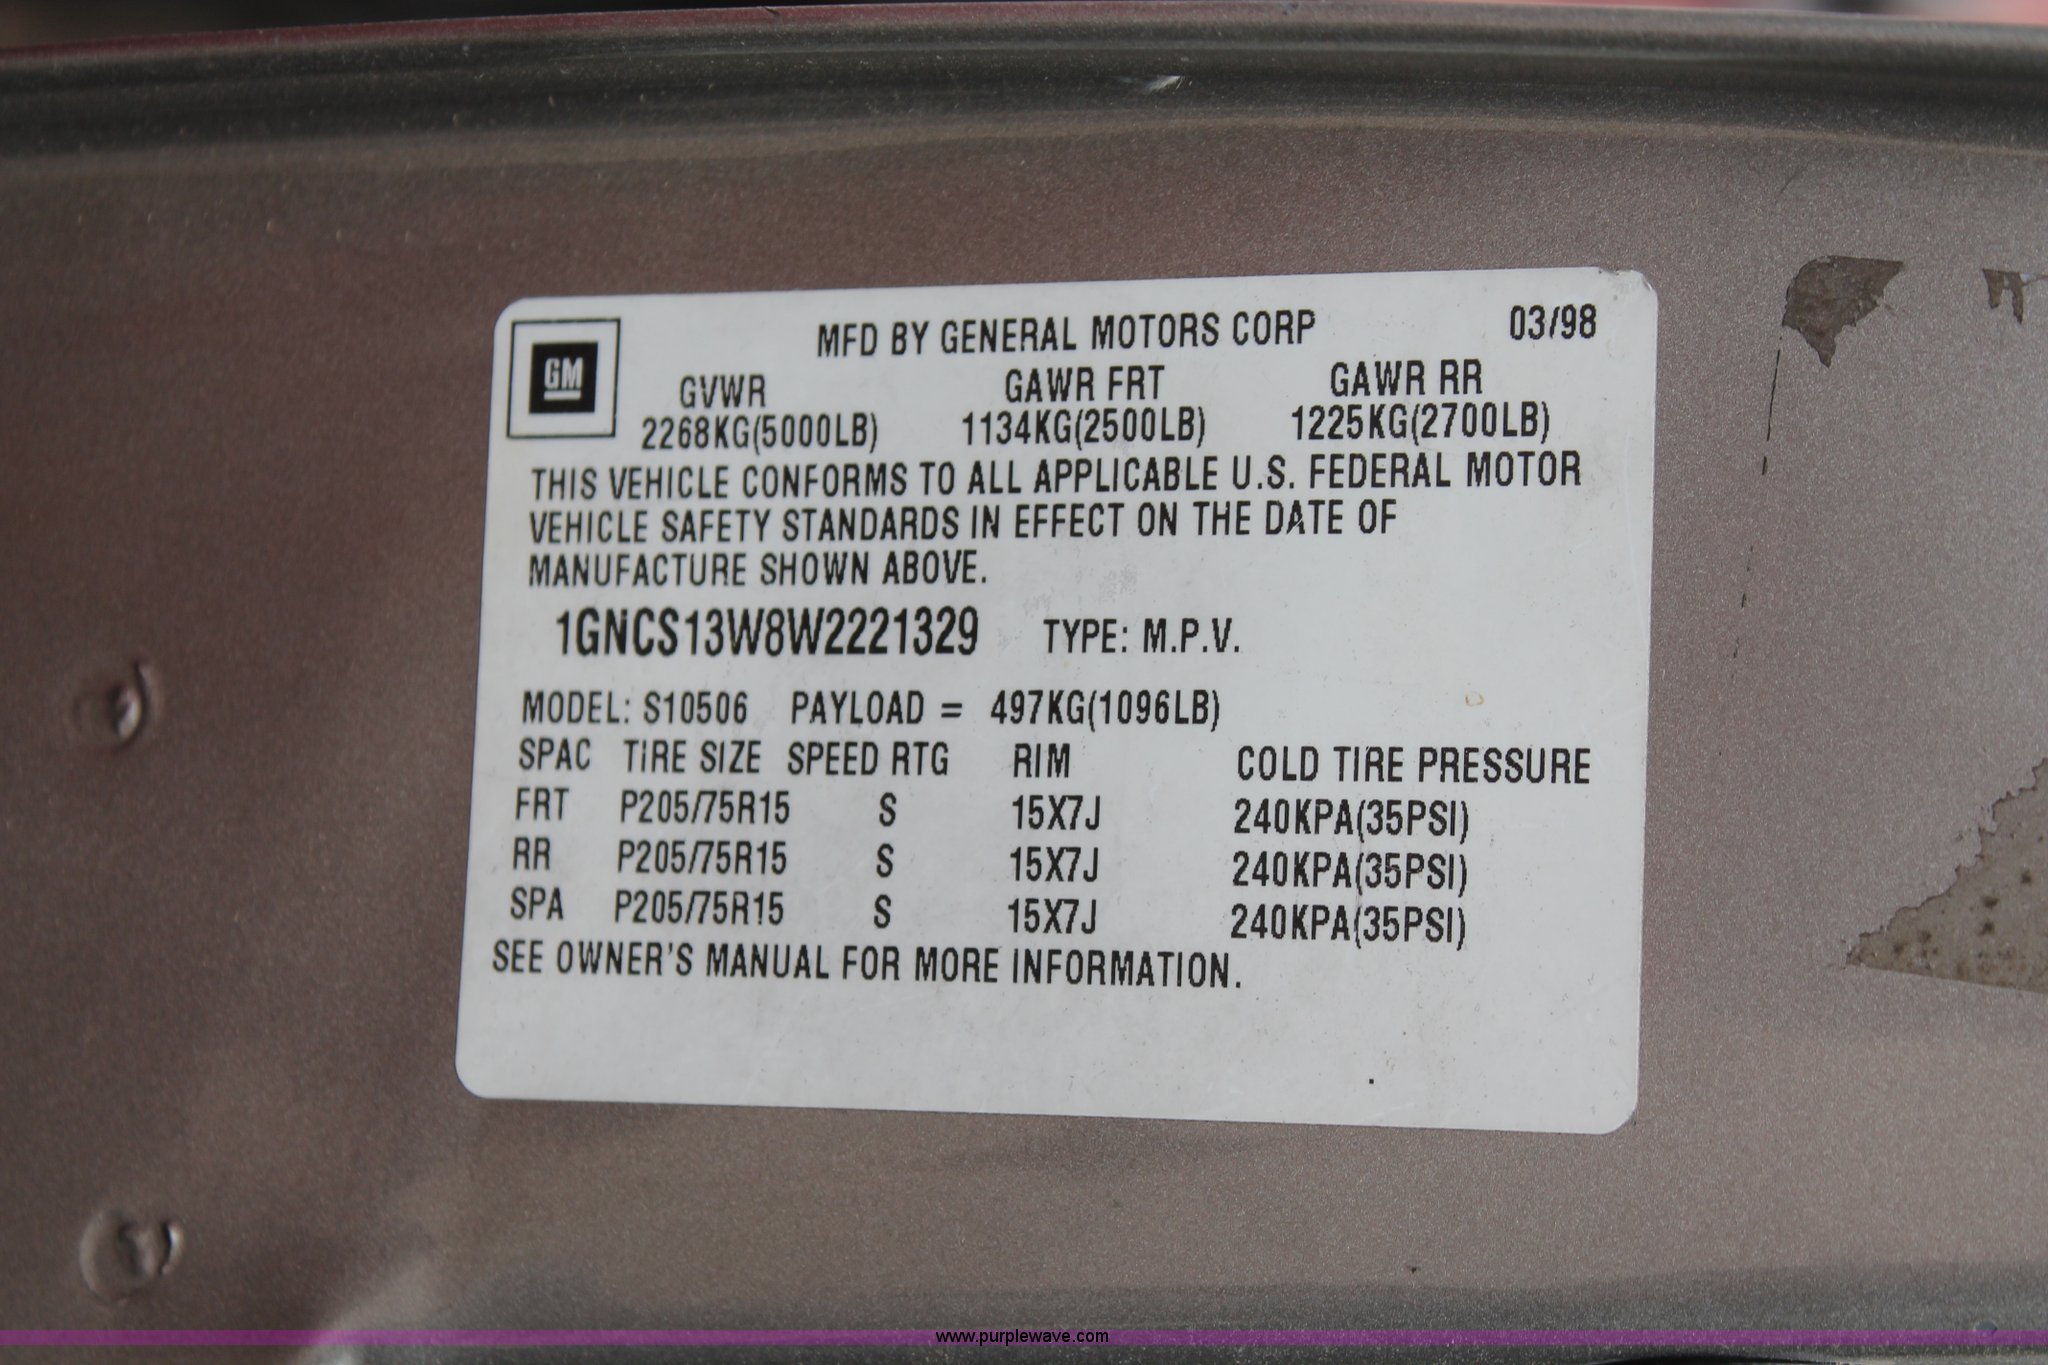 MFD BY GENERAL MOTORS CORP 03/98
GM
GVWR GAWR FRT GAWR RR
2268KG(5000LB) 1134KG(2500LB) 1225KG(2700LB)
THIS VEHICLE CONFORMS TO ALL APPLICABLE U.S. FEDERAL MOTOR
VEHICLE SAFETY STANDARDS IN EFFECT ON THE DATE OF
MANUFACTURE SHOWN ABOVE.
1GNCS13W8W2221329 TYPE: M.P.V.
MODEL: S10506 PAYLOAD = 497KG(1096LB)
SPAC TIRE SIZE SPEED RTG RIM COLD TIRE PRESSURE
FRT P205/75R15 S 15X7J 240KPA(35PSI)
RR P205/75R15 S 15X7J 240KPA(35PSI)
SPA P205/75R15 S 15X7J 240KPA(35PSI)
SEE OWNER'S MANUAL FOR MORE INFORMATION.
www.purplewave.com